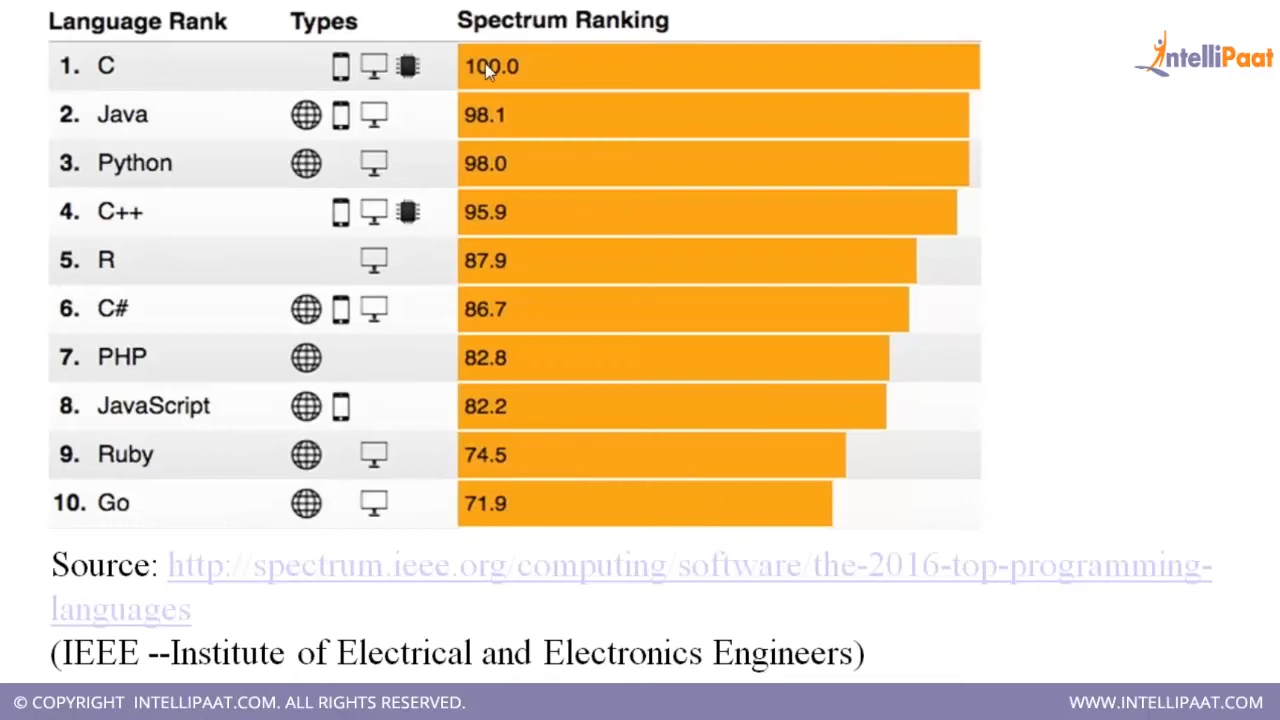 Language Rank Types Spectrum Ranking
1. C 100.0
2. Java 98.1
3. Python 98.0
4. C++ 95.9
5. R 87.9
6. C# 86.7
7. PHP 82.8
8. JavaScript 82.2
9. Ruby 74.5
10. Go 71.9
IntelliPaat
Source: http://spectrum.ieee.org/computing/software/the-2016-top-programming-
languages
(IEEE --Institute of Electrical and Electronics Engineers)
© COPYRIGHT INTELLIPAAT.COM. ALL RIGHTS RESERVED. WWW.INTELLIPAAT.COM